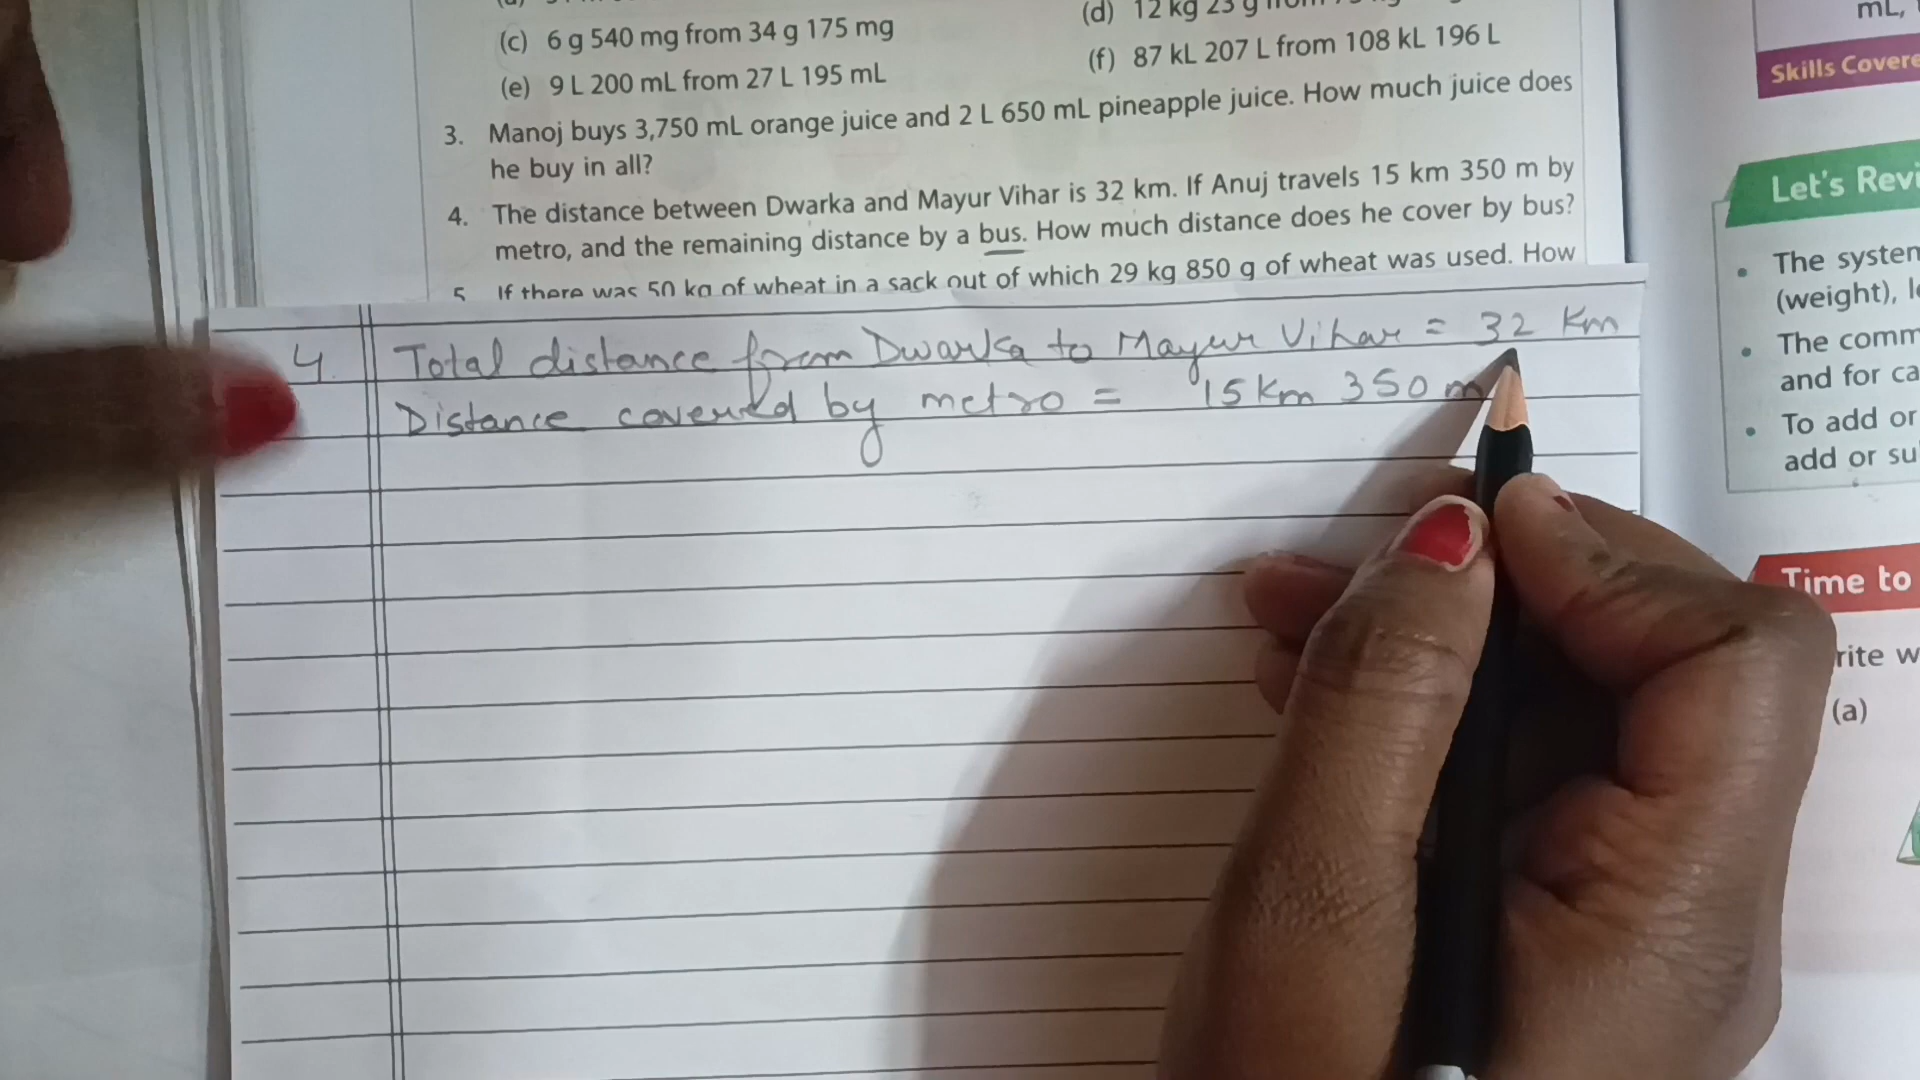 (c) 6 g 540 mg from 34 g 175 mg
(d) 12 kg 23 g
(e) 9 L 200 mL from 27 L 195 mL
(f) 87 kL 207 L from 108 kL 196 L
3. Manoj buys 3,750 mL orange juice and 2 L 650 mL pineapple juice. How much juice does
he buy in all?
4. The distance between Dwarka and Mayur Vihar is 32 km. If Anuj travels 15 km 350 m by
metro, and the remaining distance by a bus. How much distance does he cover by bus?
5. If there was 50 kg of wheat in a sack out of which 29 kg 850 g of wheat was used. How
4. Total distance from Dwarka to Mayur Vihar = 32 Km
Distance covered by metro = 15 Km 350 m
mL,
Skills Covere
Let's Revi
• The system
(weight), le
• The comm
and for ca
• To add or
add or su
Time to
rite w
(a)